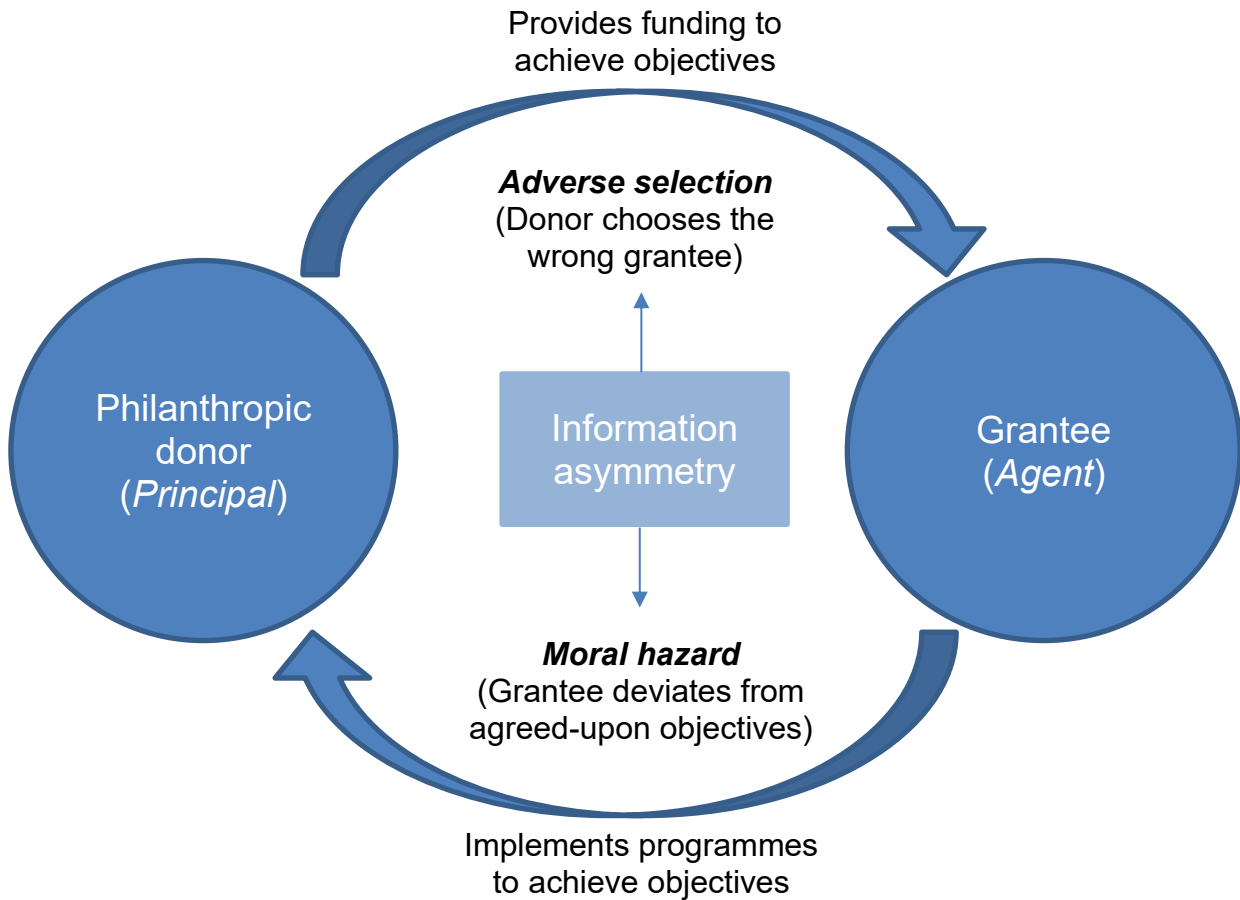 Provides funding to
achieve objectives
Adverse selection
(Donor chooses the
wrong grantee)
Philanthropic
donor
(Principal)
Information
asymmetry
Grantee
(Agent)
Moral hazard
(Grantee deviates from
agreed-upon objectives)
Implements programmes
to achieve objectives